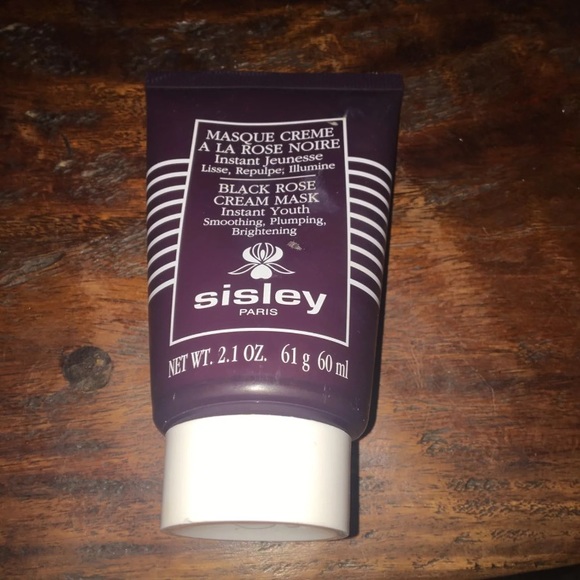 MASQUE CREME
A LA ROSE NOIRE
Instant Jeunesse
Lisse, Repulpe, Illumine
BLACK ROSE
CREAM MASK
Instant Youth
Smoothing, Plumping,
Brightening
sisley
PARIS
NET WT. 2.1 OZ. 61 g 60 ml